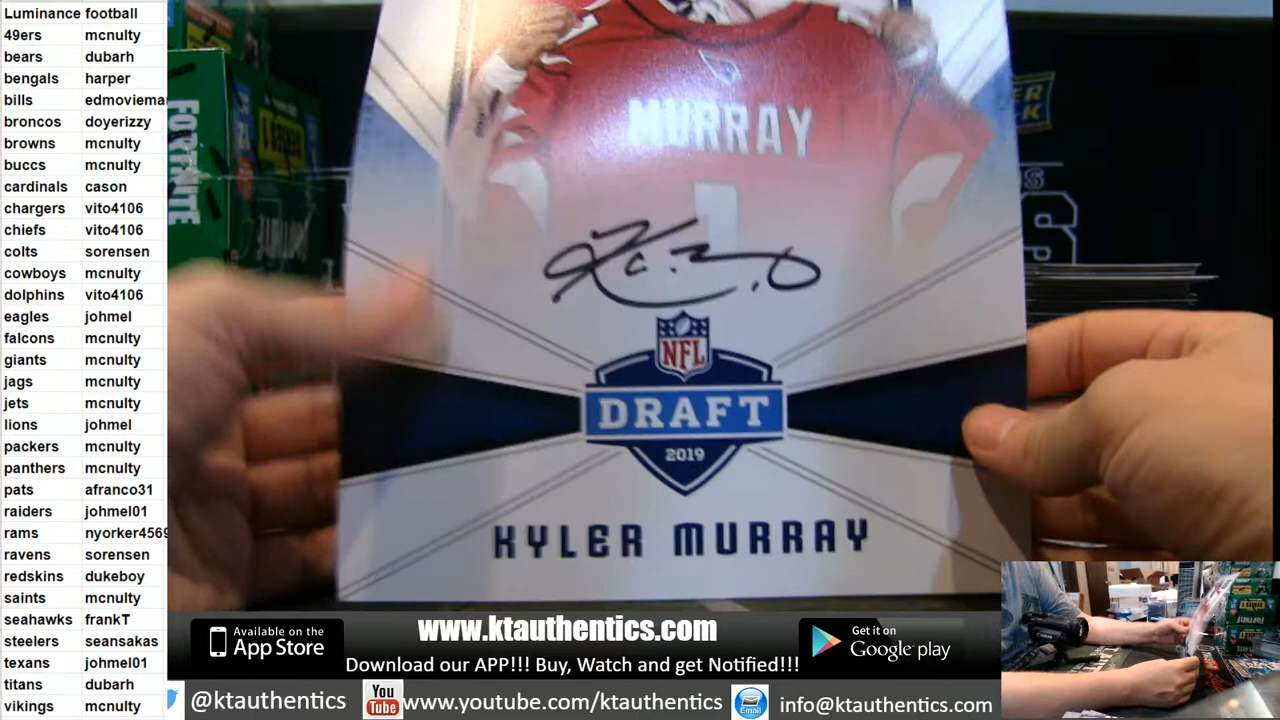 Luminance football
49ers mcnulty
bears dubarh
bengals harper
bills edmoviema
broncos doyerizzy
browns mcnulty
buccs mcnulty
cardinals cason
chargers vito4106
chiefs vito4106
colts sorensen
cowboys mcnulty
dolphins vito4106
eagles johmel
falcons mcnulty
giants mcnulty
jags mcnulty
jets mcnulty
lions johmel
packers mcnulty
panthers mcnulty
pats afranco31
raiders johmel01
rams nyorker4569
ravens sorensen
redskins dukeboy
saints mcnulty
seahawks frankT
steelers seansakas
texans johmel01
titans dubarh
vikings mcnulty
FORTNITE
MURRAY
1
NFL
DRAFT
2019
KYLER MURRAY
Available on the
App Store
www.ktauthentics.com
Get it on
Google play
Download our APP!!! Buy, Watch and get Notified!!!
@ktauthentics
You
Tube
www.youtube.com/ktauthentics
Email
info@ktauthentics.com